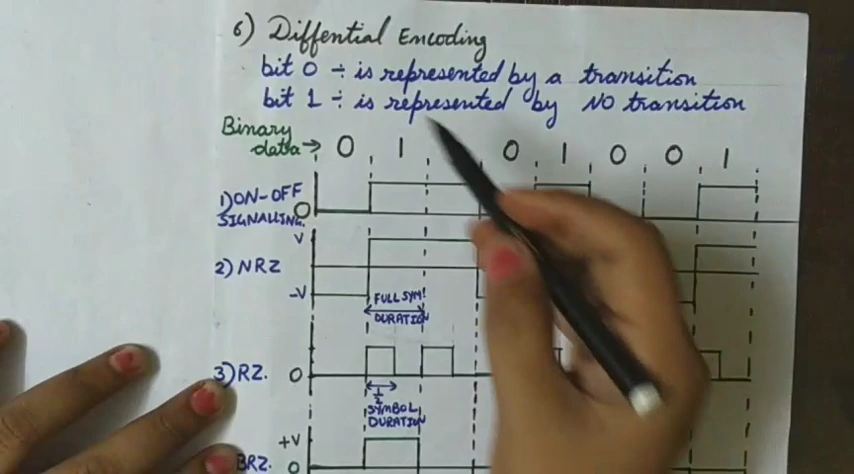 6) Diffential Encoding
bit 0 ÷ is represented by a transition
bit 1 ÷ is represented by NO transition
Binary data → 0 1 0 1 0 0 1
1) ON-OFF SIGNALLING. 0
V
2) NRZ
-V
FULL SYM!
DURATION
3) RZ. 0
1/2
SYMBOL
DURATION
+V
BRZ 0